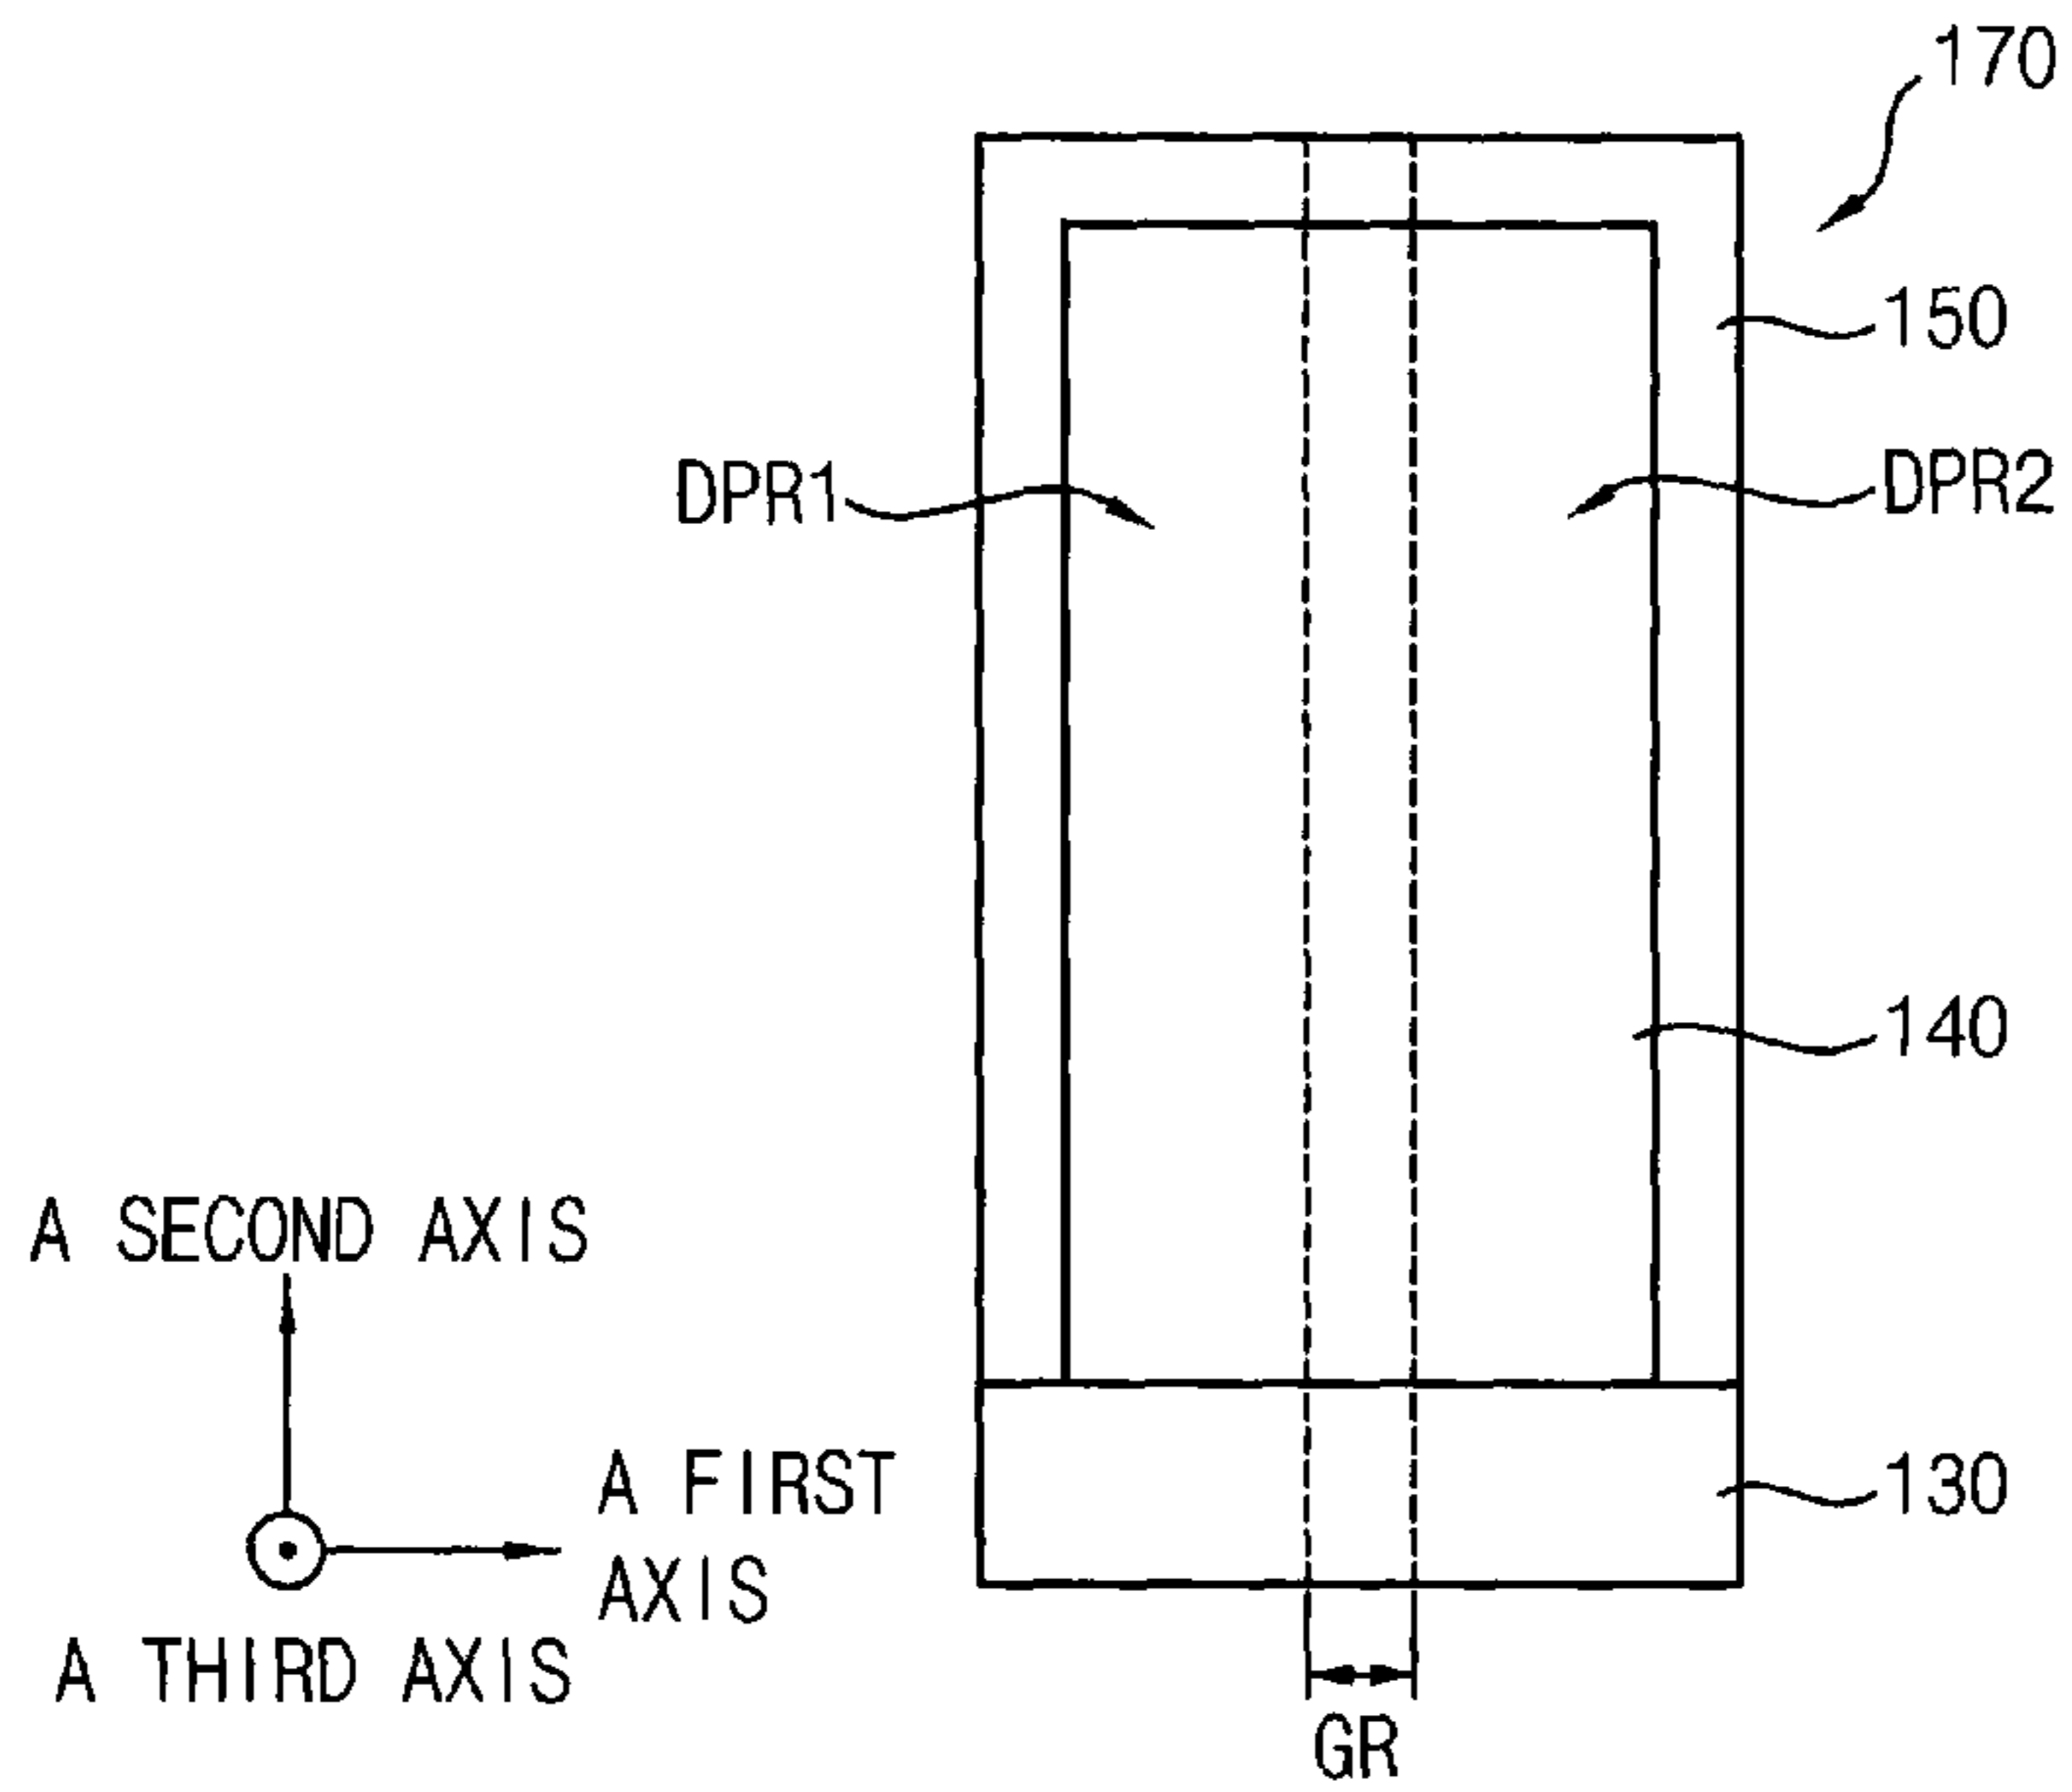 170
150
DPR1
DPR2
140
A SECOND AXIS
A FIRST
AXIS
130
A THIRD AXIS
GR